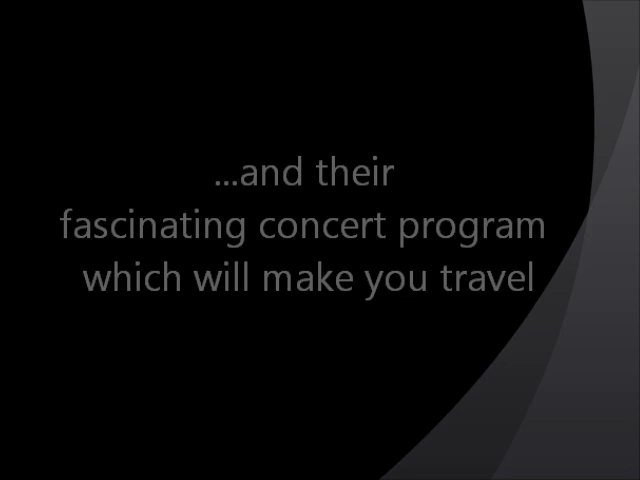 ...and their
fascinating concert program
which will make you travel